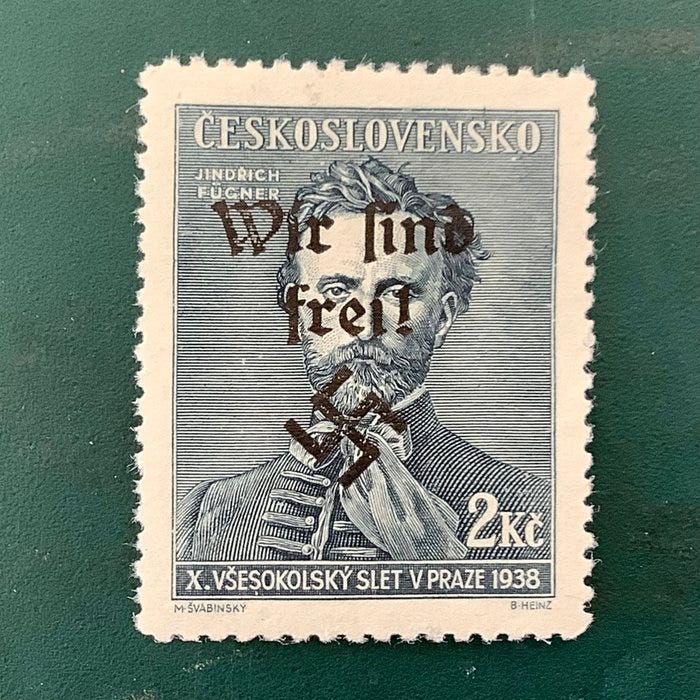 ČESKOSLOVENSKO
JINDŘICH
FÜGNER
Wir ſind
frei!
2Kč
X. VŠESOKOLSKÝ SLET V PRAZE 1938
M·ŠVABINSKÝ B·HEINZ